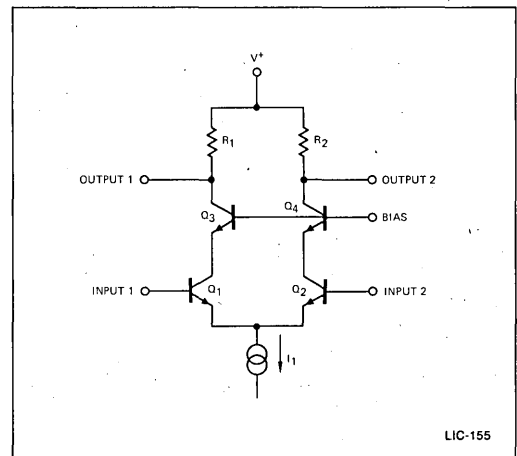 V+
R1 R2
OUTPUT 1 OUTPUT 2
Q3 Q4 BIAS
INPUT 1 Q1 Q2 INPUT 2
I1
LIC-155